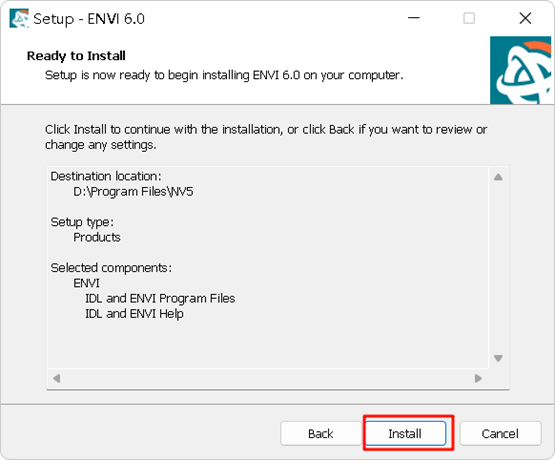 Setup - ENVI 6.0
Ready to Install
Setup is now ready to begin installing ENVI 6.0 on your computer.
Click Install to continue with the installation, or click Back if you want to review or
change any settings.
Destination location:
D:\Program Files\NV5
Setup type:
Products
Selected components:
ENVI
IDL and ENVI Program Files
IDL and ENVI Help
Back
Install
Cancel